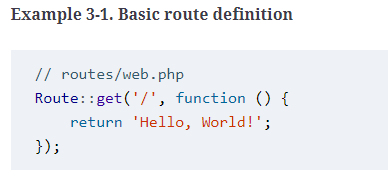 Example 3-1. Basic route definition
// routes/web.php
Route::get('/', function () {
    return 'Hello, World!';
});